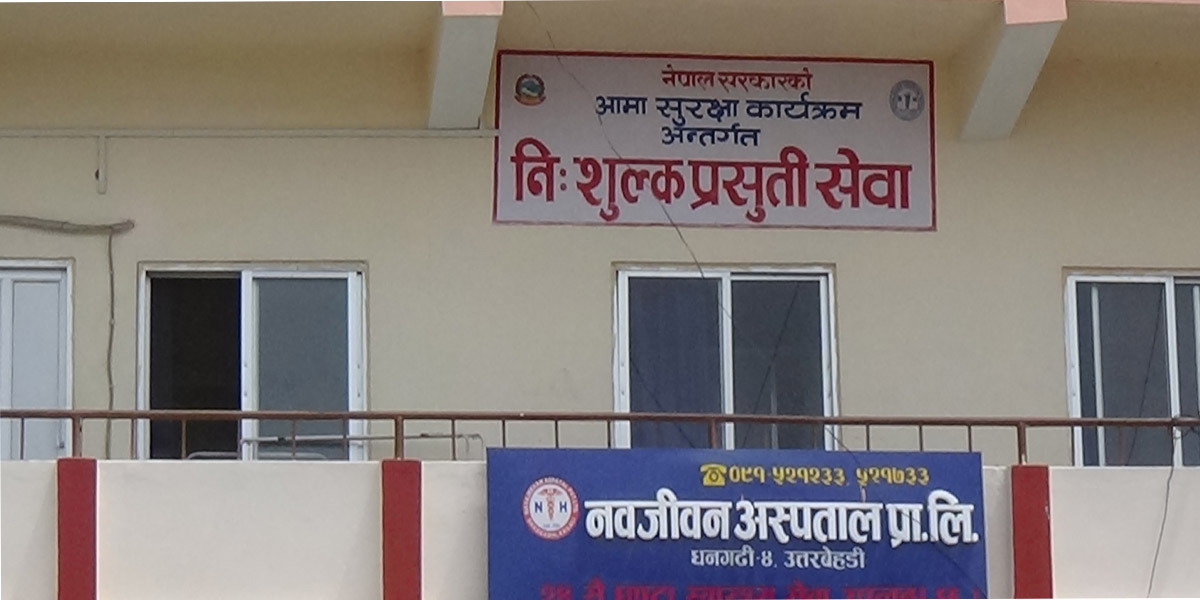 नेपाल सरकारको
आमा सुरक्षा कार्यक्रम
अन्तर्गत
निः शुल्क प्रसुती सेवा
०९१ ५२१२३३, ५२१७३३
N H
नवजीवन अस्पताल प्रा.लि.
धनगढी-४, उत्तरबेहडी